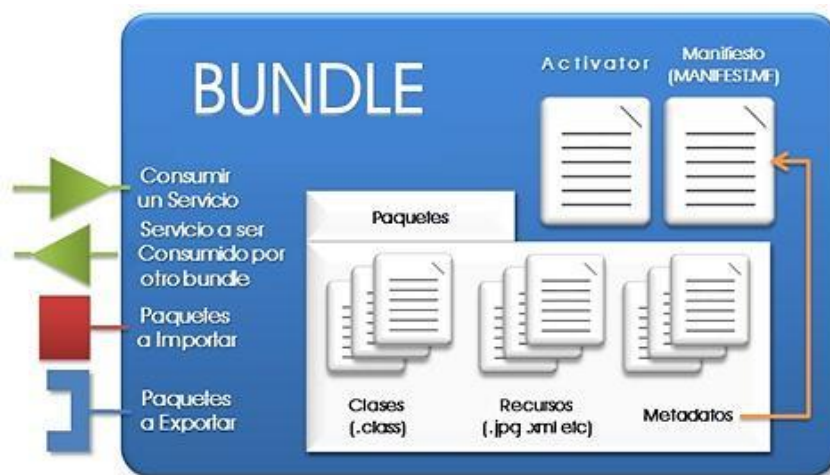 BUNDLE
Activator
Manifiesto
(MANIFEST.MF)
Consumir
un Servicio
Servicio a ser
Consumido por
otro bundle
Paquetes
a Importar
Paquetes
a Exportar
Paquetes
Clases
(.class)
Recursos
(.jpg .xml etc)
Metadatos